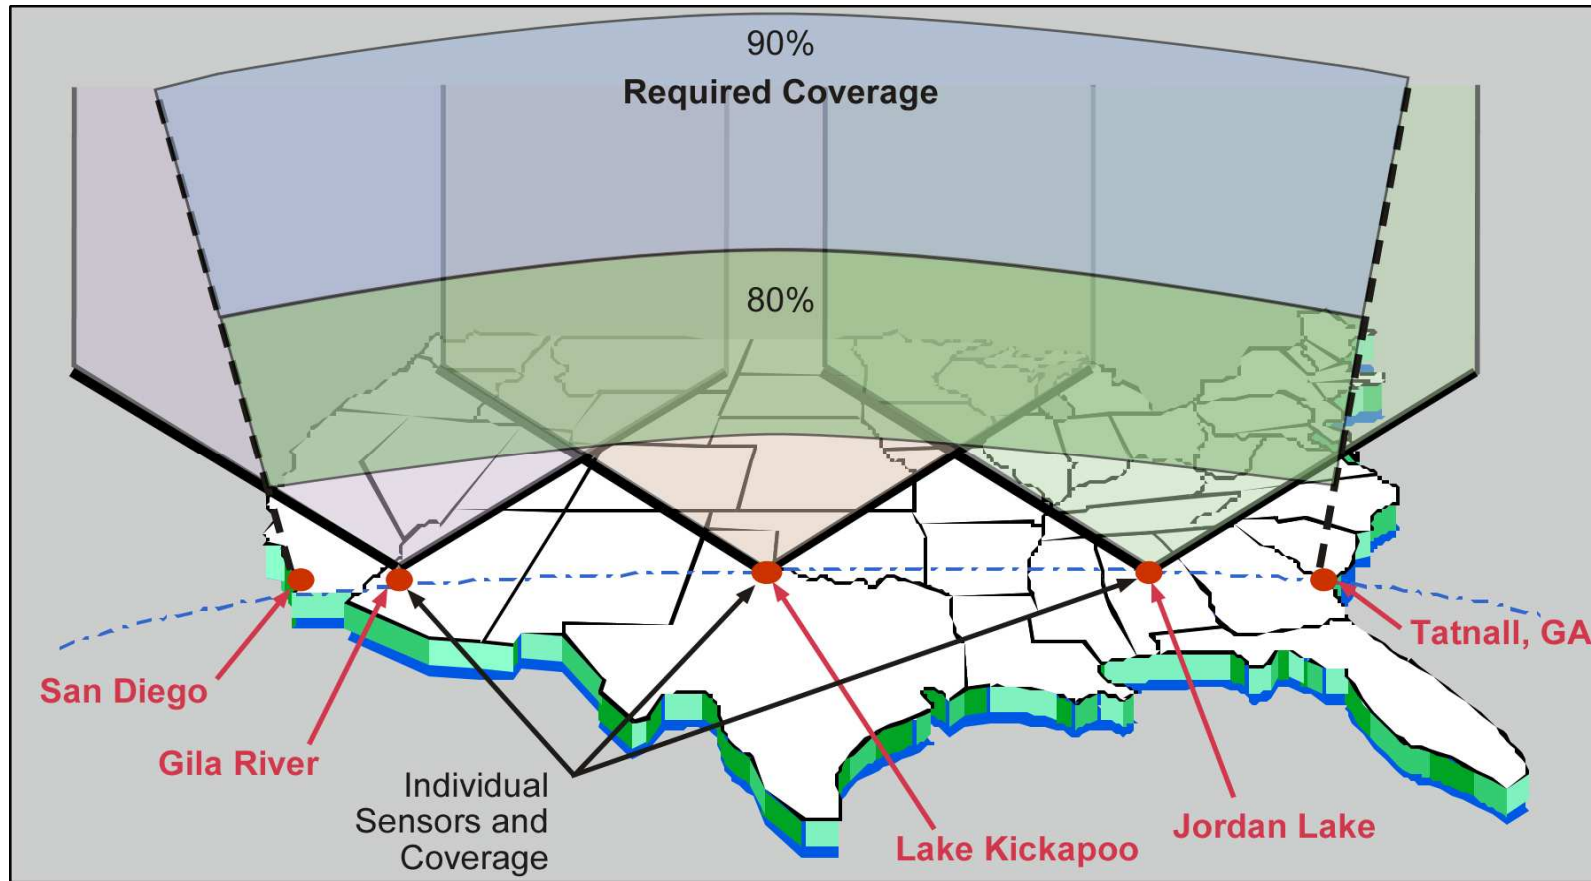 90%
Required Coverage
80%
San Diego
Gila River
Individual
Sensors and
Coverage
Lake Kickapoo
Jordan Lake
Tatnall, GA